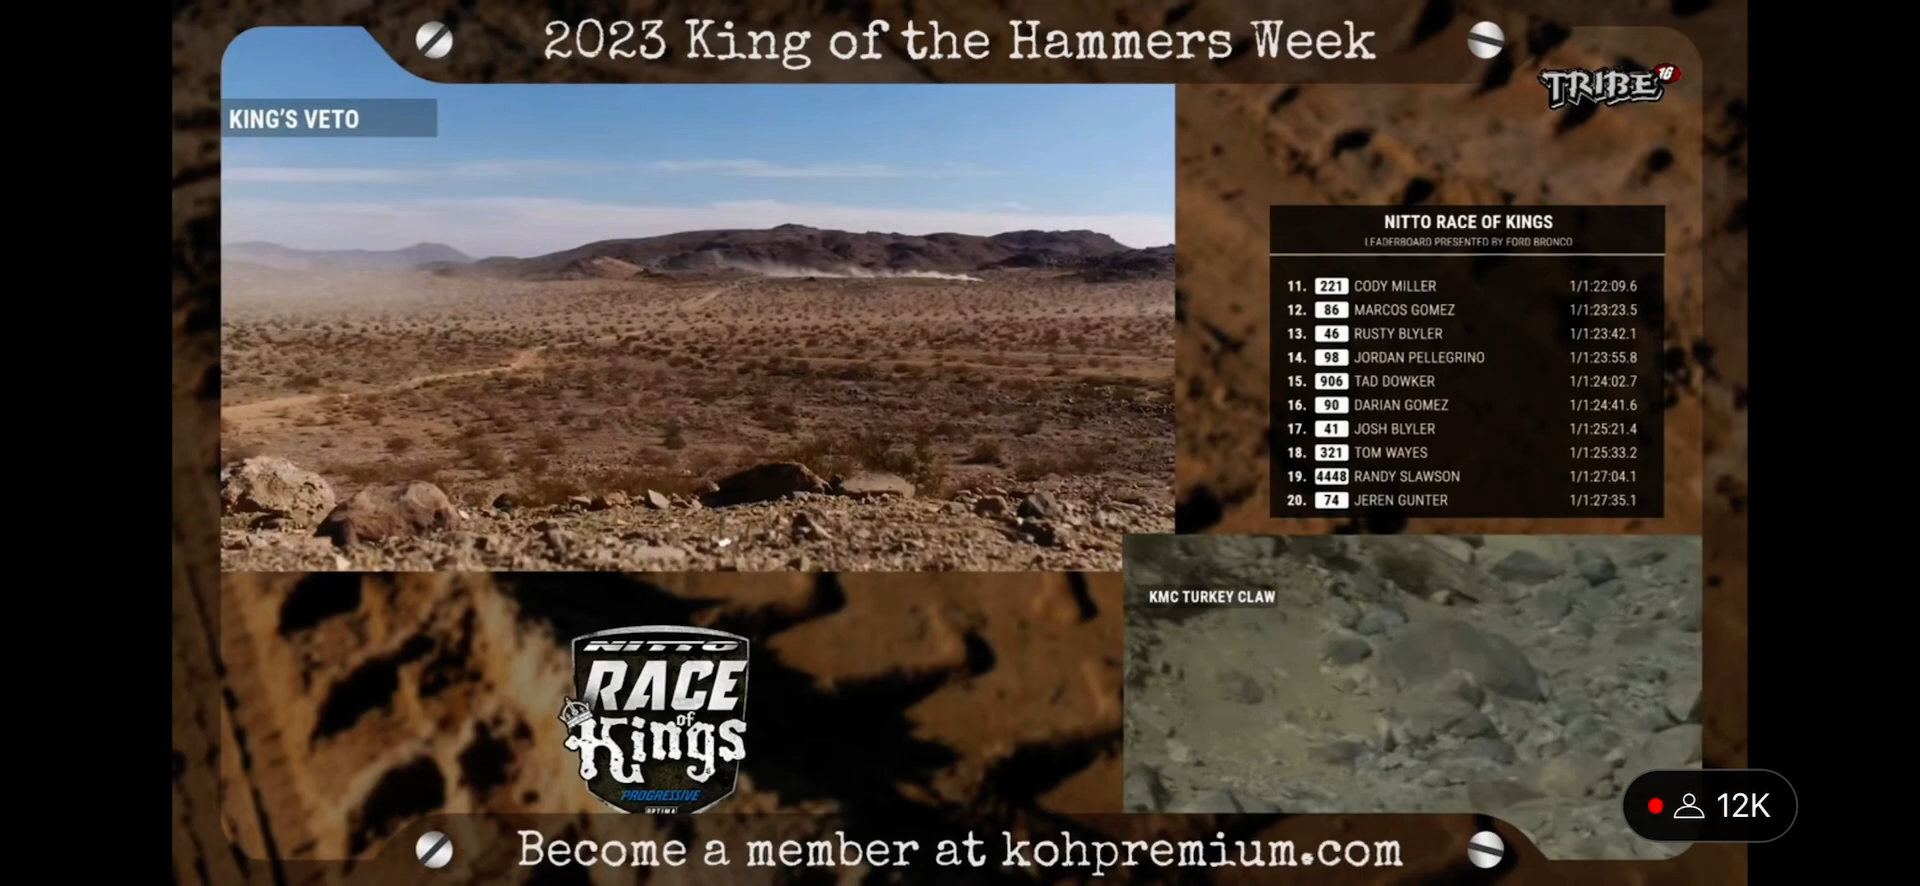 2023 King of the Hammers Week
TRIBE 16
KING'S VETO
NITTO RACE OF KINGS
LEADERBOARD PRESENTED BY FORD BRONCO
11. 221 CODY MILLER 1/1:22:09.6
12. 86 MARCOS GOMEZ 1/1:23:23.5
13. 46 RUSTY BLYLER 1/1:23:42.1
14. 98 JORDAN PELLEGRINO 1/1:23:55.8
15. 906 TAD DOWKER 1/1:24:02.7
16. 90 DARIAN GOMEZ 1/1:24:41.6
17. 41 JOSH BLYLER 1/1:25:21.4
18. 321 TOM WAYES 1/1:25:33.2
19. 4448 RANDY SLAWSON 1/1:27:04.1
20. 74 JEREN GUNTER 1/1:27:35.1
KMC TURKEY CLAW
NITTO
RACE
of
Kings
PROGRESSIVE
OPTIMA
12K
Become a member at kohpremium.com